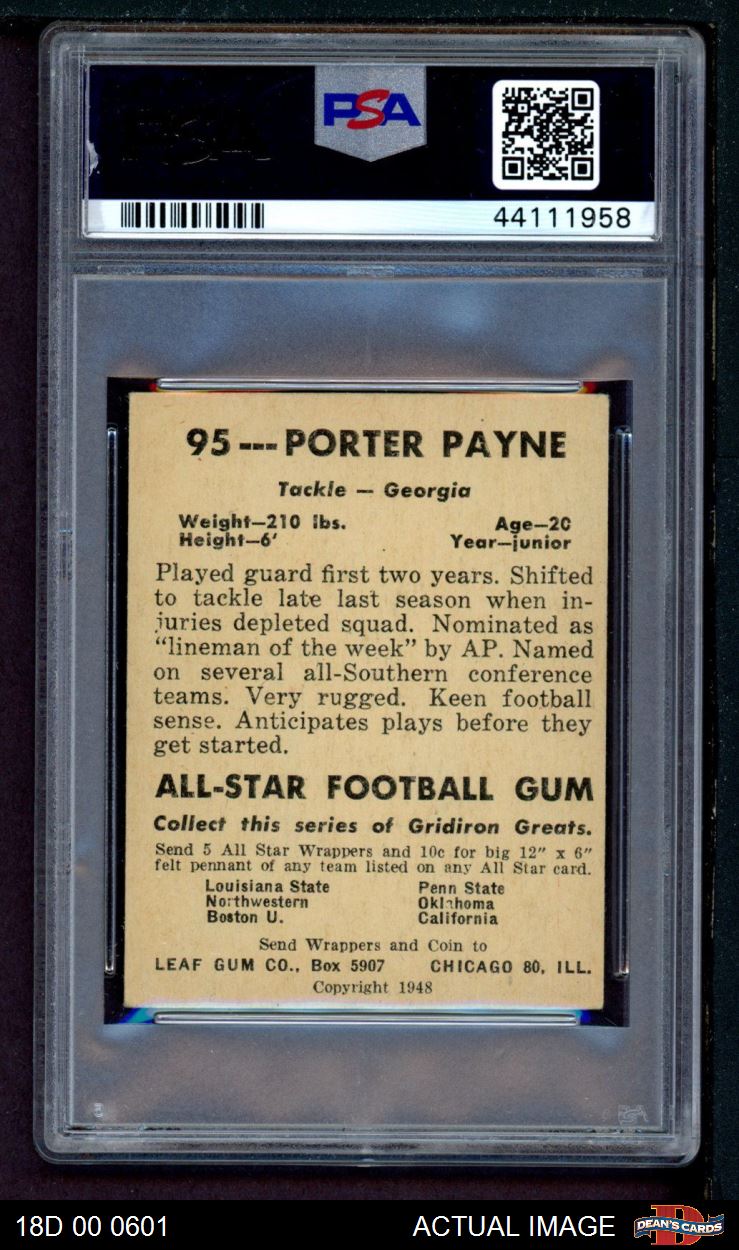 PSA
44111958
95---PORTER PAYNE
Tackle — Georgia
Weight—210 lbs. Age—20
Height—6' Year—junior
Played guard first two years. Shifted
to tackle late last season when in-
juries depleted squad. Nominated as
“lineman of the week” by AP. Named
on several all-Southern conference
teams. Very rugged. Keen football
sense. Anticipates plays before they
get started.
ALL-STAR FOOTBALL GUM
Collect this series of Gridiron Greats.
Send 5 All Star Wrappers and 10c for big 12" x 6"
felt pennant of any team listed on any All Star card.
Louisiana State Penn State
Northwestern Oklahoma
Boston U. California
Send Wrappers and Coin to
LEAF GUM CO., Box 5907 CHICAGO 80, ILL.
Copyright 1948
18D 00 0601 ACTUAL IMAGE DEAN'S CARDS